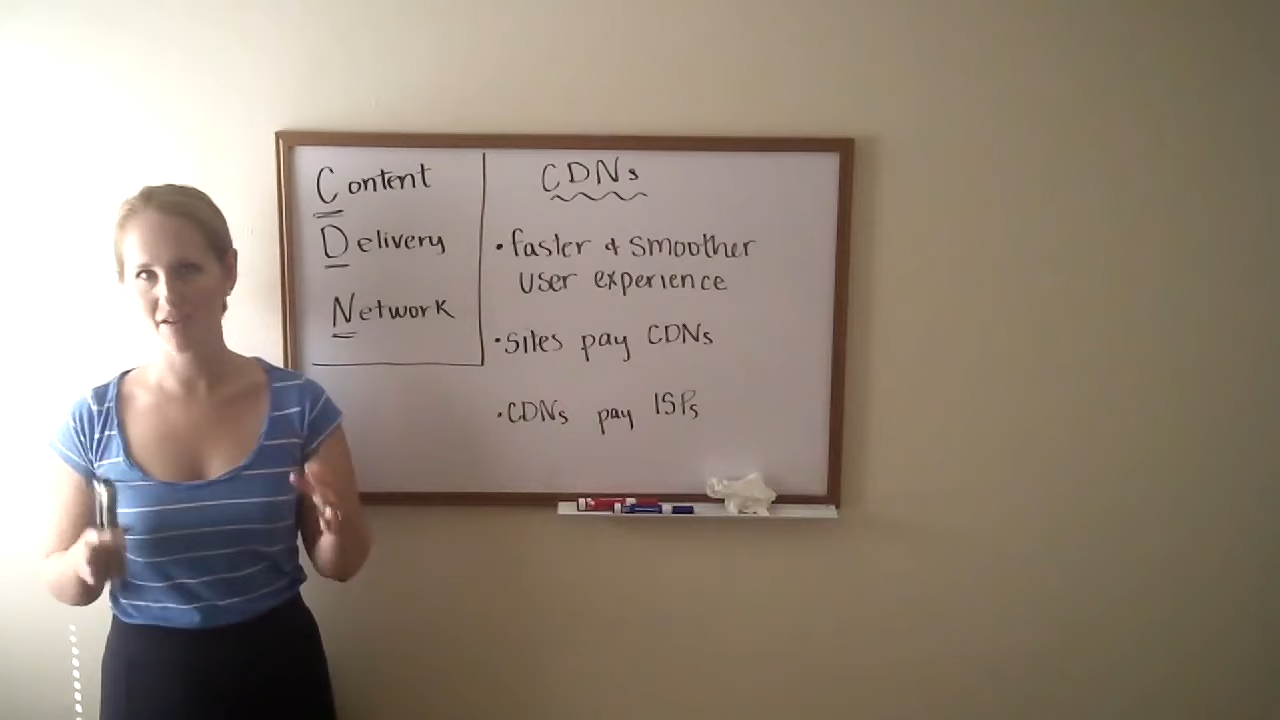 Content
Delivery
Network
CDNs
• faster & smoother
user experience
• Sites pay CDNs
• CDNs pay ISPs